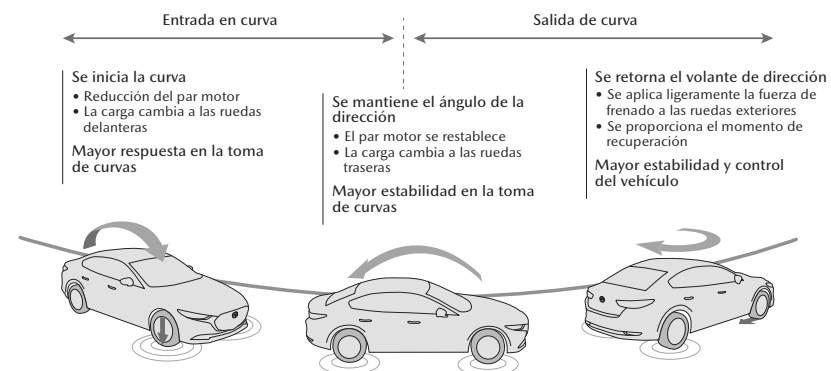 Entrada en curva
Salida de curva
Se inicia la curva
• Reducción del par motor
• La carga cambia a las ruedas
delanteras
Mayor respuesta en la toma
de curvas
Se mantiene el ángulo de la
dirección
• El par motor se restablece
• La carga cambia a las ruedas
traseras
Mayor estabilidad en la toma
de curvas
Se retorna el volante de dirección
• Se aplica ligeramente la fuerza de
frenado a las ruedas exteriores
• Se proporciona el momento de
recuperación
Mayor estabilidad y control
del vehículo